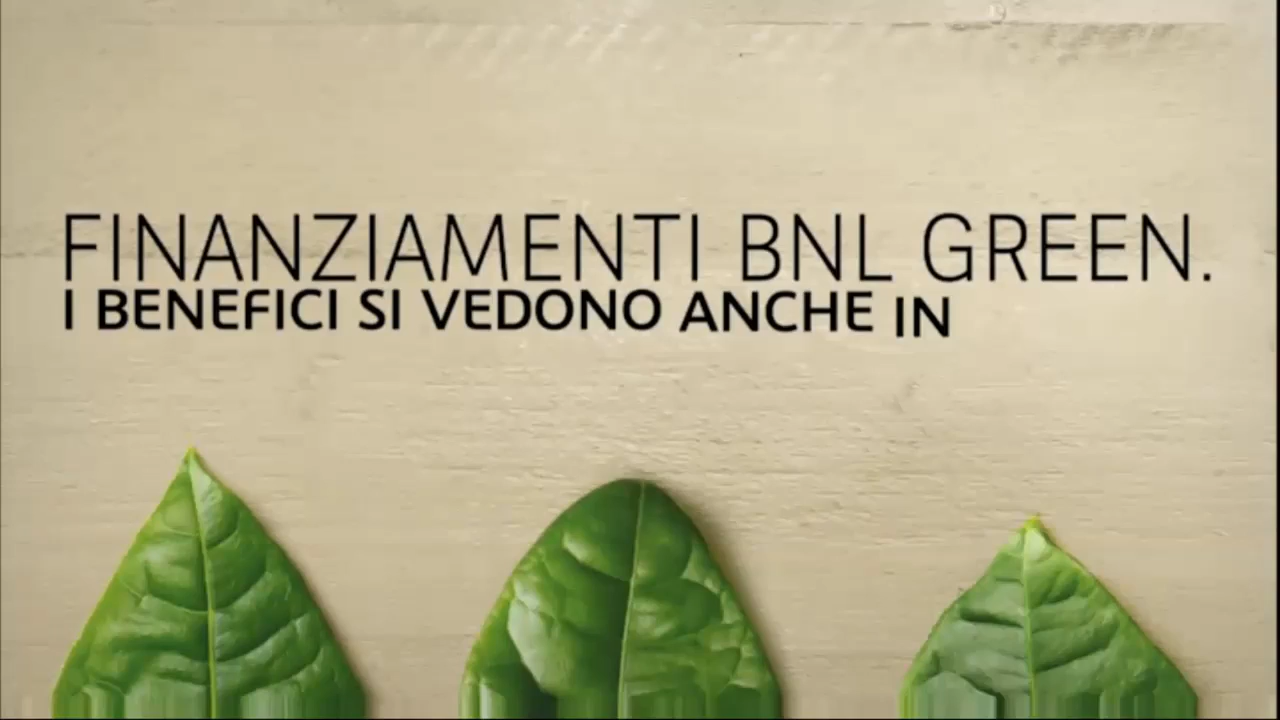 FINANZIAMENTI BNL GREEN.
I BENEFICI SI VEDONO ANCHE IN